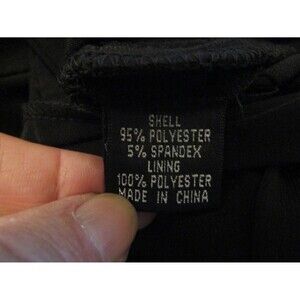 SHELL
95% POLYESTER
5% SPANDEX
LINING
100% POLYESTER
MADE IN CHINA